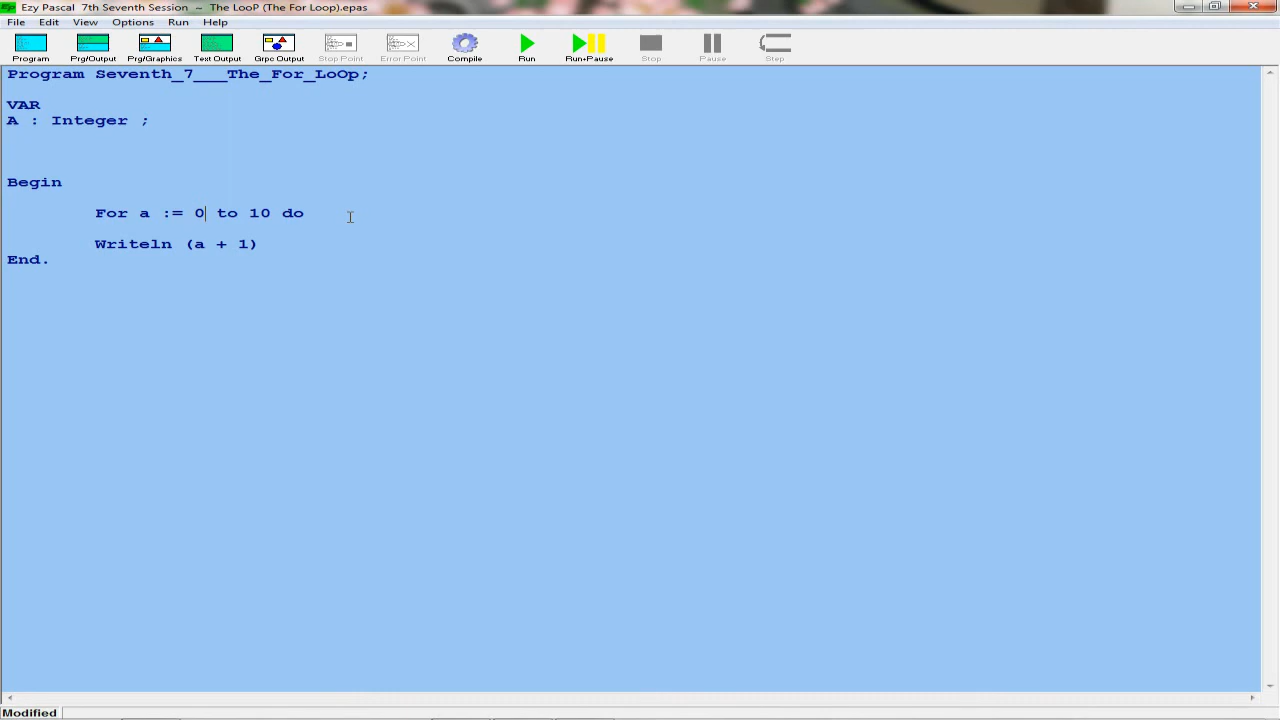 Ezy Pascal 7th Seventh Session ~ The LooP (The For Loop).epas
File Edit View Options Run Help
Program Prg/Output Prg/Graphics Text Output Grpc Output Stop Point Error Point Compile Run Run+Pause Stop Pause Step
Program Seventh_7___The_For_LoOp;
VAR
A : Integer ;
Begin
For a := 0 to 10 do
Writeln (a + 1)
End.
Modified